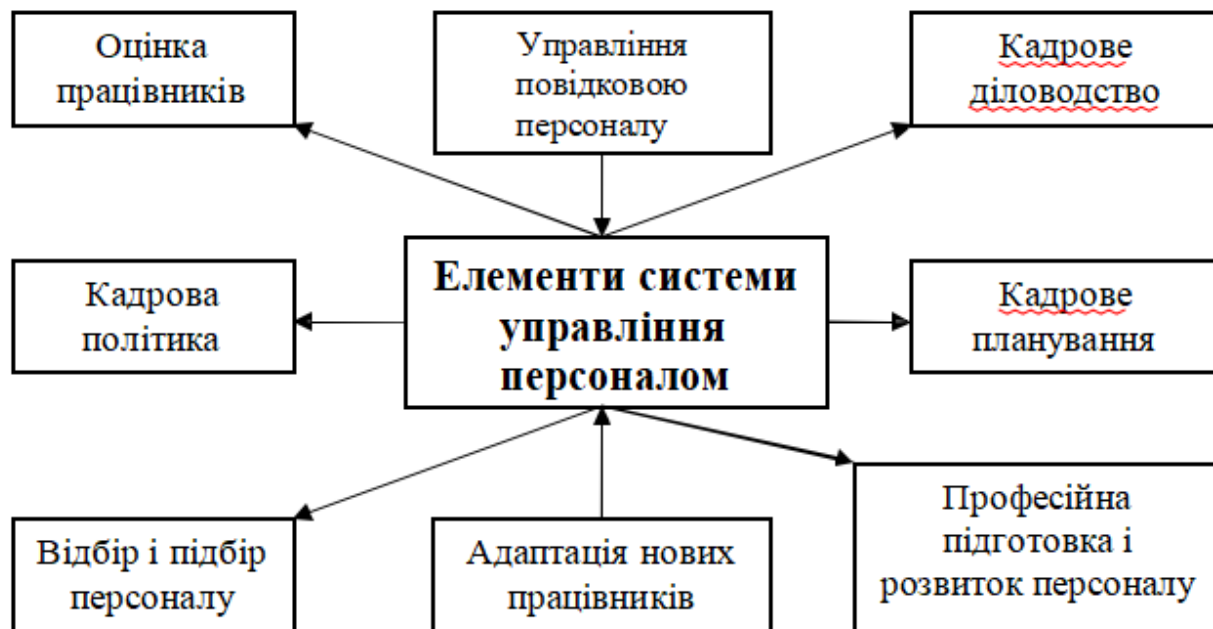 Оцінка
працівників
Управління
повідковою
персоналу
Кадрове
діловодство
Кадрова
політика
Елементи системи
управління
персоналом
Кадрове
планування
Відбір і підбір
персоналу
Адаптація нових
працівників
Професійна
підготовка і
розвиток персоналу